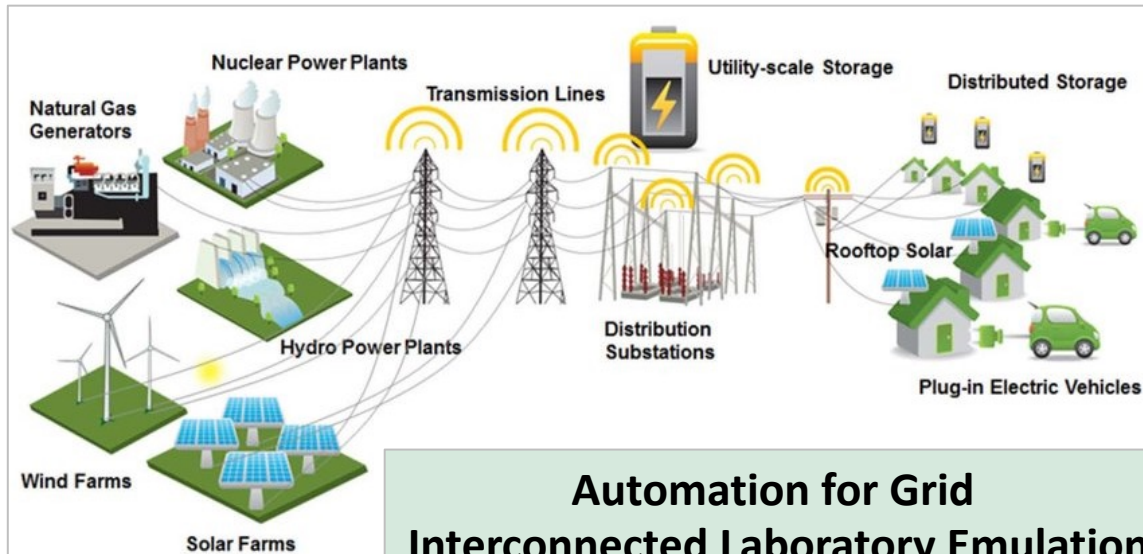 Nuclear Power Plants
Natural Gas
Generators
Transmission Lines
Utility-scale Storage
Distributed Storage
Rooftop Solar
Hydro Power Plants
Distribution
Substations
Plug-in Electric Vehicles
Wind Farms
Solar Farms
Automation for Grid
Interconnected Laboratory Emulation